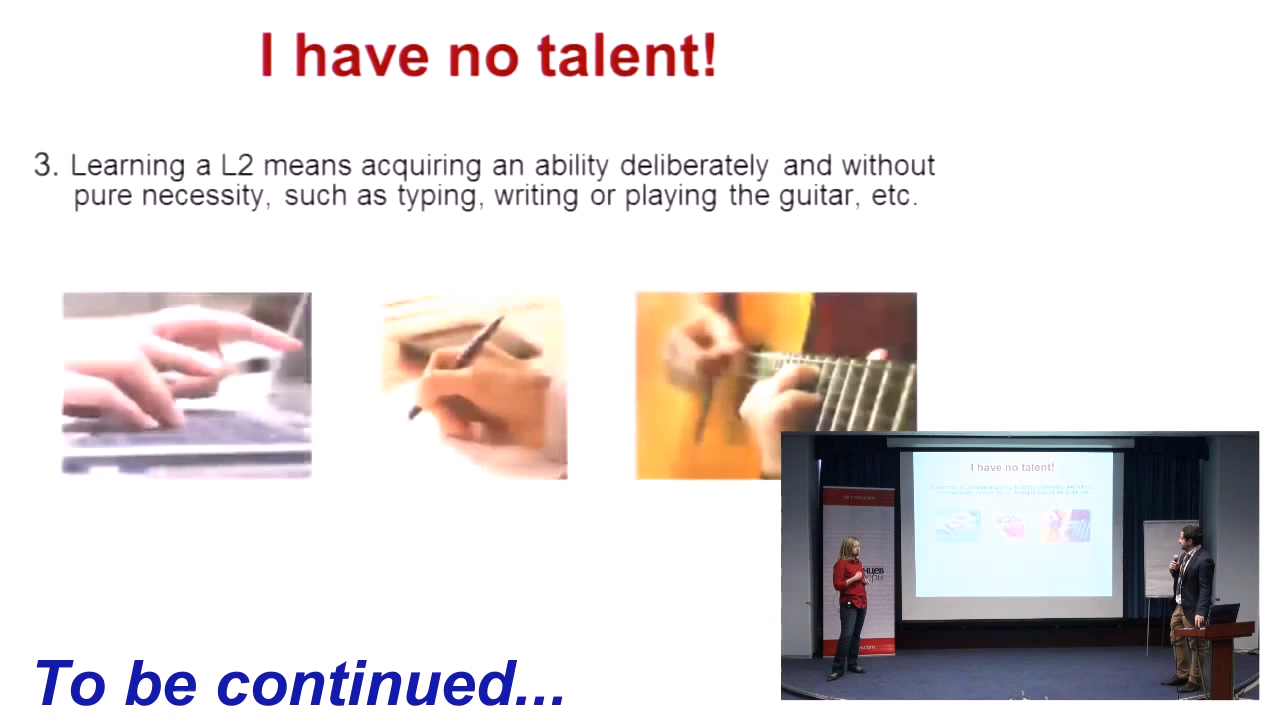 I have no talent!
3. Learning a L2 means acquiring an ability deliberately and without
pure necessity, such as typing, writing or playing the guitar, etc.
I have no talent!
To be continued...